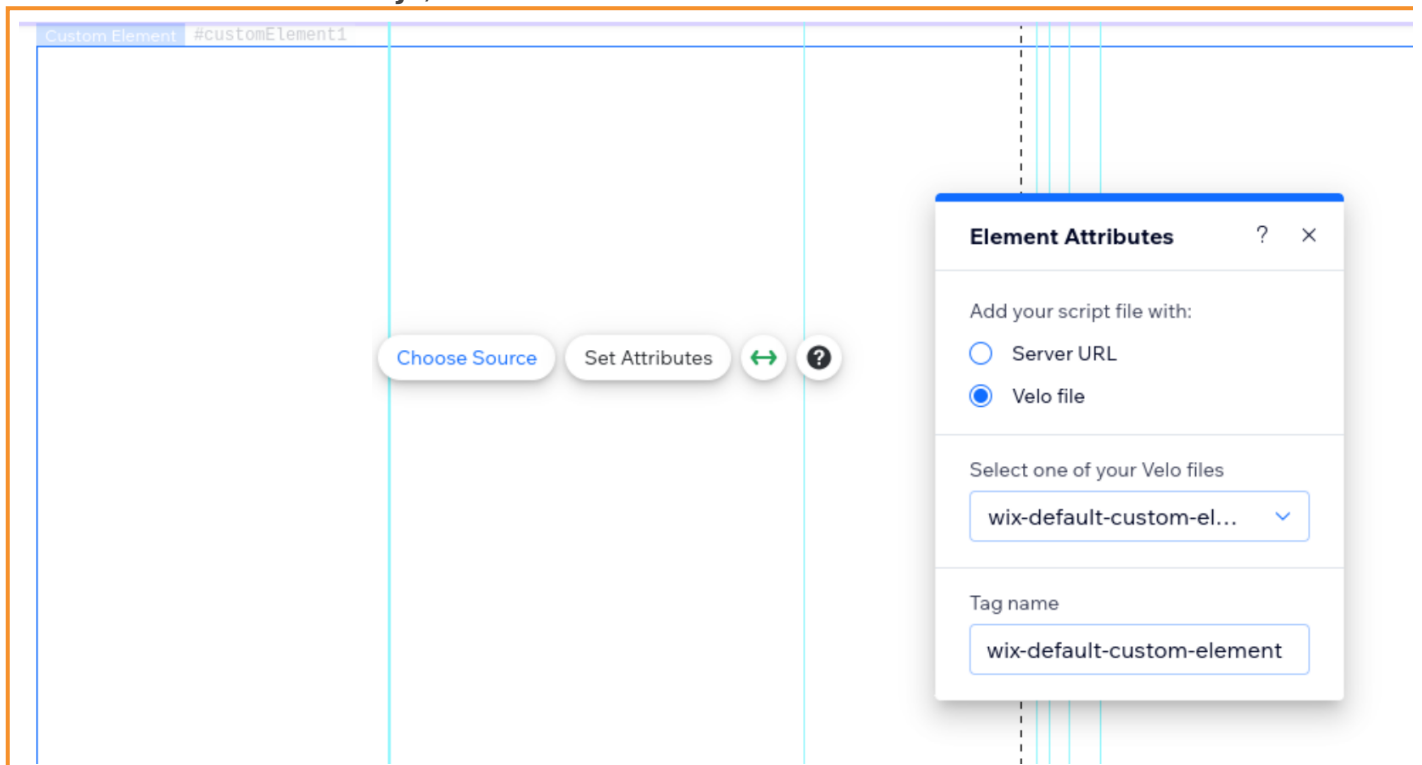 Custom Element #customElement1
Element Attributes ? ×
Add your script file with:
Server URL
Choose Source Set Attributes ?
Velo file
Select one of your Velo files
wix-default-custom-el...
Tag name
wix-default-custom-element